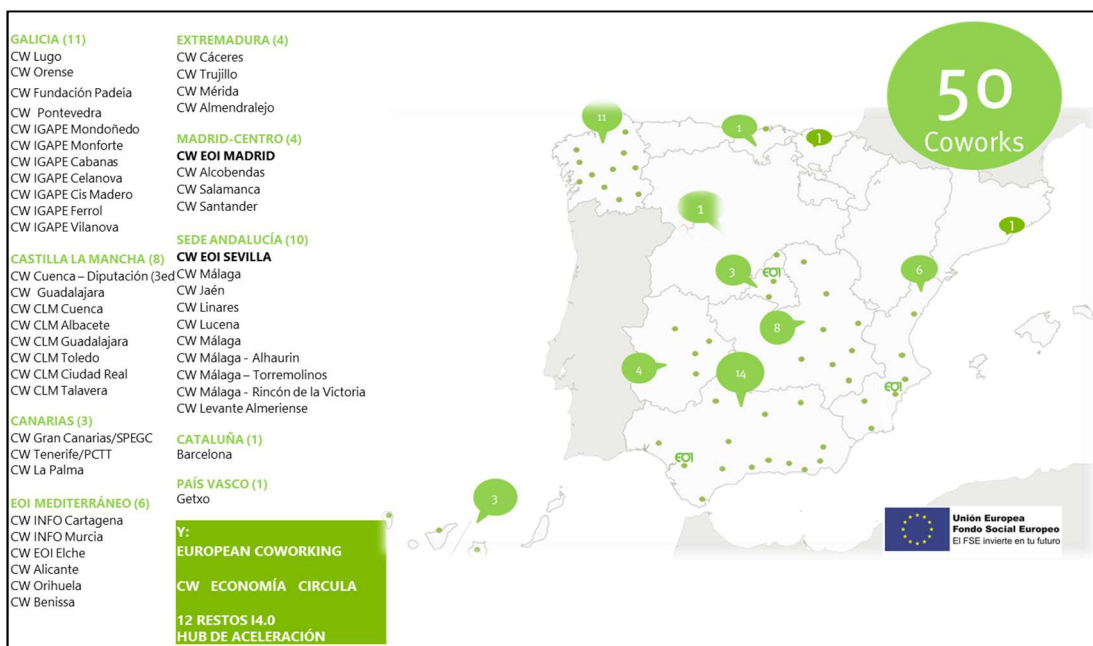 GALICIA (11)
CW Lugo
CW Orense
CW Fundación Padeia
CW Pontevedra
CW IGAPE Mondoñedo
CW IGAPE Monforte
CW IGAPE Cabanas
CW IGAPE Celanova
CW IGAPE Cis Madero
CW IGAPE Ferrol
CW IGAPE Vilanova
CASTILLA LA MANCHA (8)
CW Cuenca – Diputación (3ed
CW Guadalajara
CW CLM Cuenca
CW CLM Albacete
CW CLM Guadalajara
CW CLM Toledo
CW CLM Ciudad Real
CW CLM Talavera
CANARIAS (3)
CW Gran Canarias/SPEGC
CW Tenerife/PCTT
CW La Palma
EOI MEDITERRÁNEO (6)
CW INFO Cartagena
CW INFO Murcia
CW EOI Elche
CW Alicante
CW Orihuela
CW Benissa
EXTREMADURA (4)
CW Cáceres
CW Trujillo
CW Mérida
CW Almendralejo
MADRID-CENTRO (4)
CW EOI MADRID
CW Alcobendas
CW Salamanca
CW Santander
SEDE ANDALUCÍA (10)
CW EOI SEVILLA
CW Málaga
CW Jaén
CW Linares
CW Lucena
CW Málaga
CW Málaga - Alhaurin
CW Málaga – Torremolinos
CW Málaga - Rincón de la Victoria
CW Levante Almeriense
CATALUÑA (1)
Barcelona
PAÍS VASCO (1)
Getxo
Y:
EUROPEAN COWORKING
CW ECONOMÍA CIRCULA
12 RESTOS I4.0
HUB DE ACELERACIÓN
50
Coworks
11
1
1
1
1
3
EOI
6
8
4
14
EOI
EOI
3
Unión Europea
Fondo Social Europeo
El FSE invierte en tu futuro